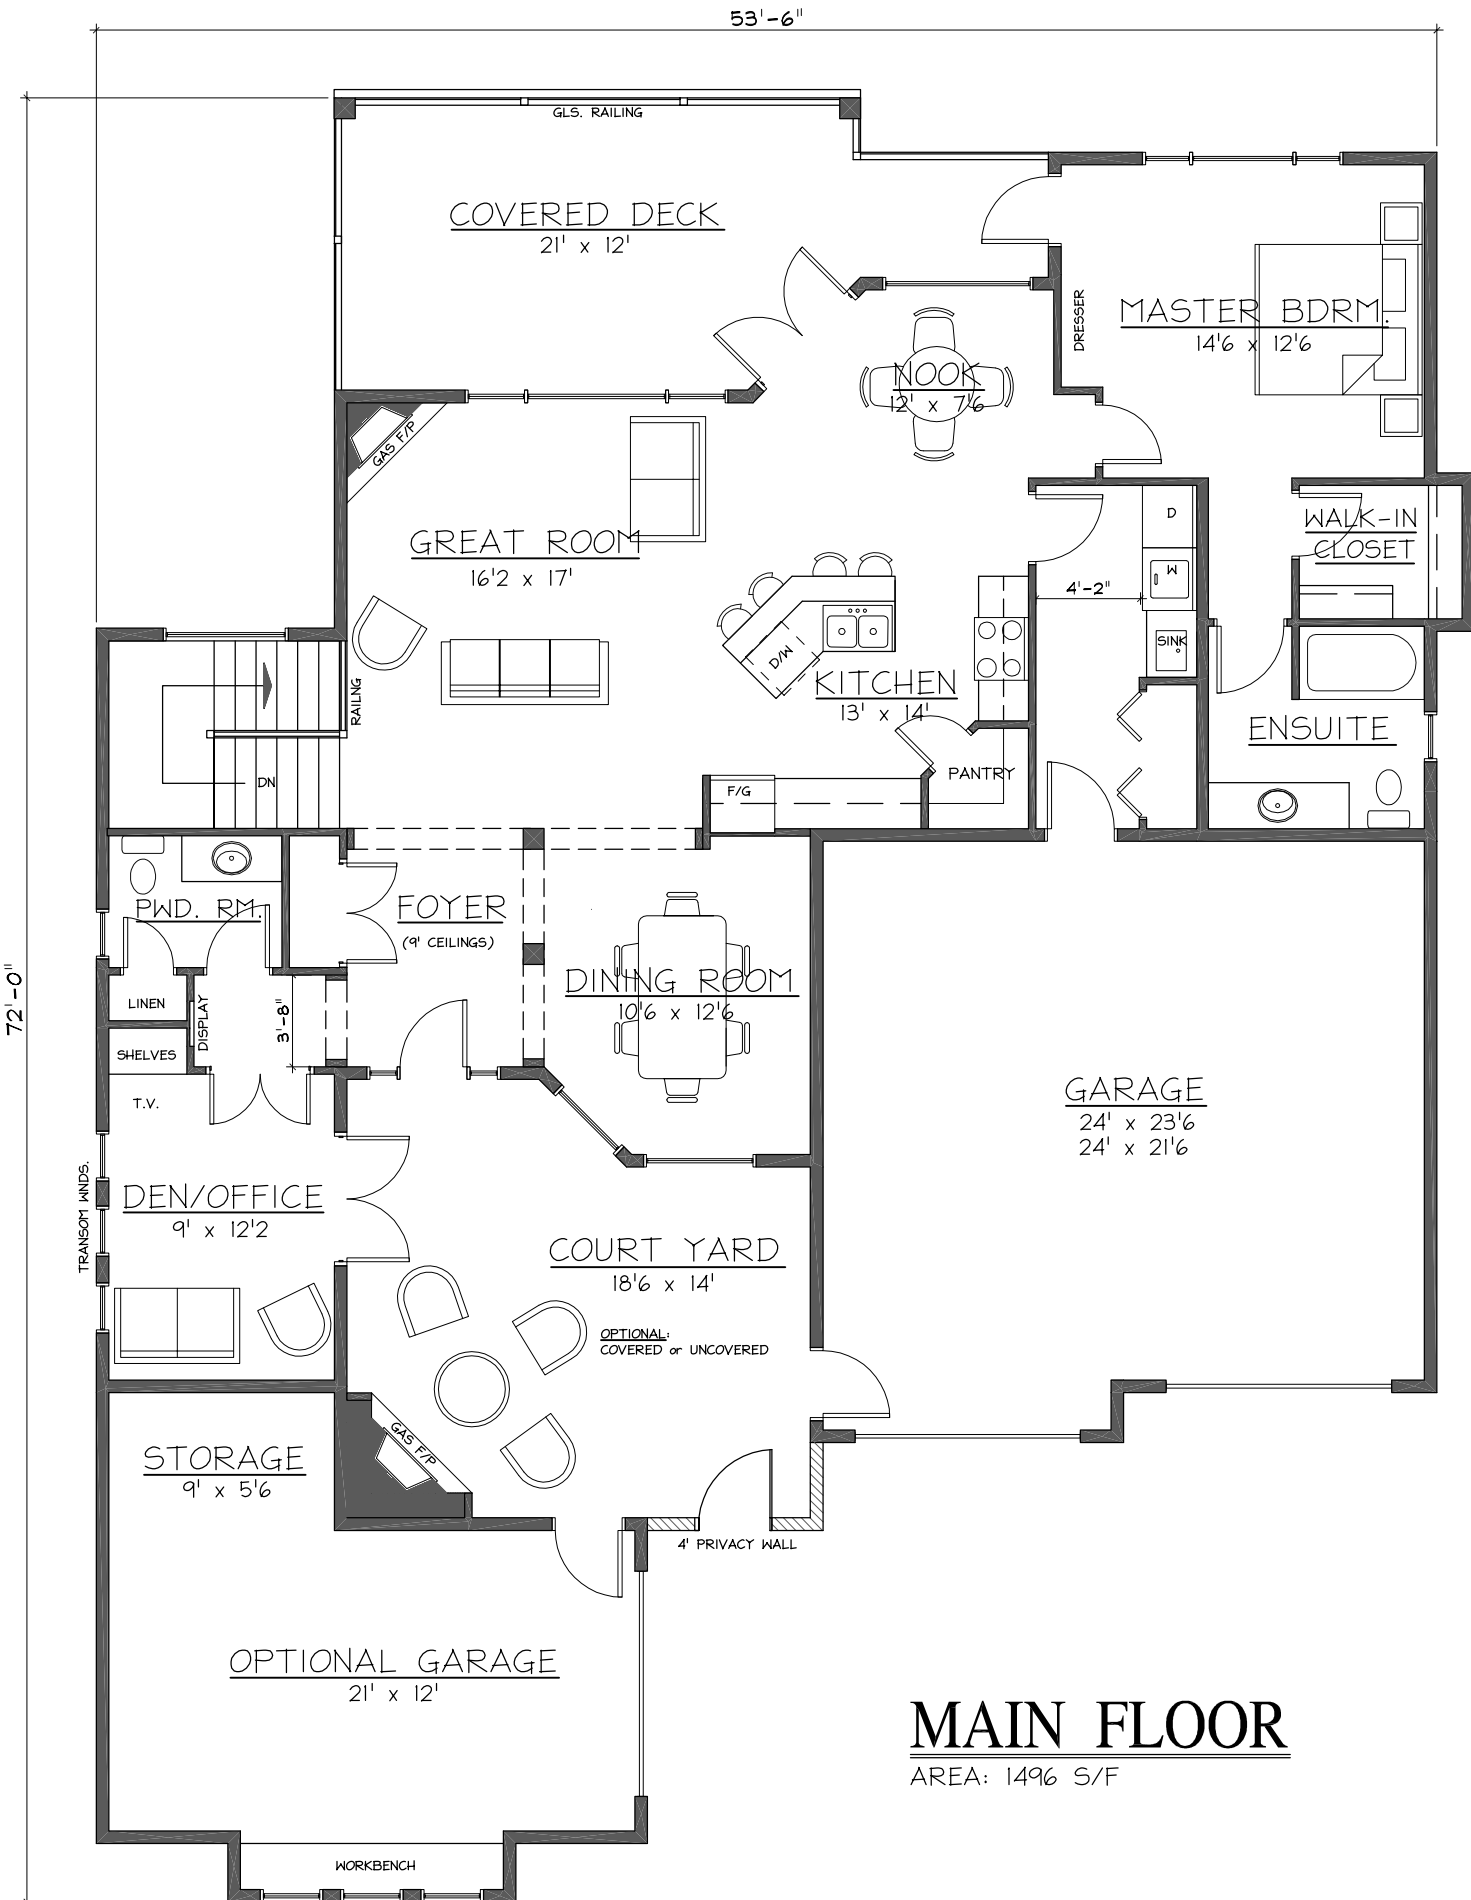 53'-6"
GLS. RAILING
COVERED DECK
21' x 12'
DRESSER
MASTER BDRM.
14'6 x 12'6
NOOK
12' x 7'6
GAS F/P
GREAT ROOM
16'2 x 17'
D
WALK-IN
CLOSET
W
4'-2"
SINK
D/W
KITCHEN
13' x 14'
RAILNG
ENSUITE
DN
F/G
PANTRY
PWD. RM.
FOYER
(9' CEILINGS)
DINING ROOM
10'6 x 12'6
72'-0"
LINEN
DISPLAY
3'-8"
SHELVES
T.V.
GARAGE
24' x 23'6
24' x 21'6
TRANSOM WNDS.
DEN/OFFICE
9' x 12'2
COURT YARD
18'6 x 14'
OPTIONAL:
COVERED or UNCOVERED
GAS F/P
STORAGE
9' x 5'6
4' PRIVACY WALL
OPTIONAL GARAGE
21' x 12'
MAIN FLOOR
AREA: 1496 S/F
WORKBENCH